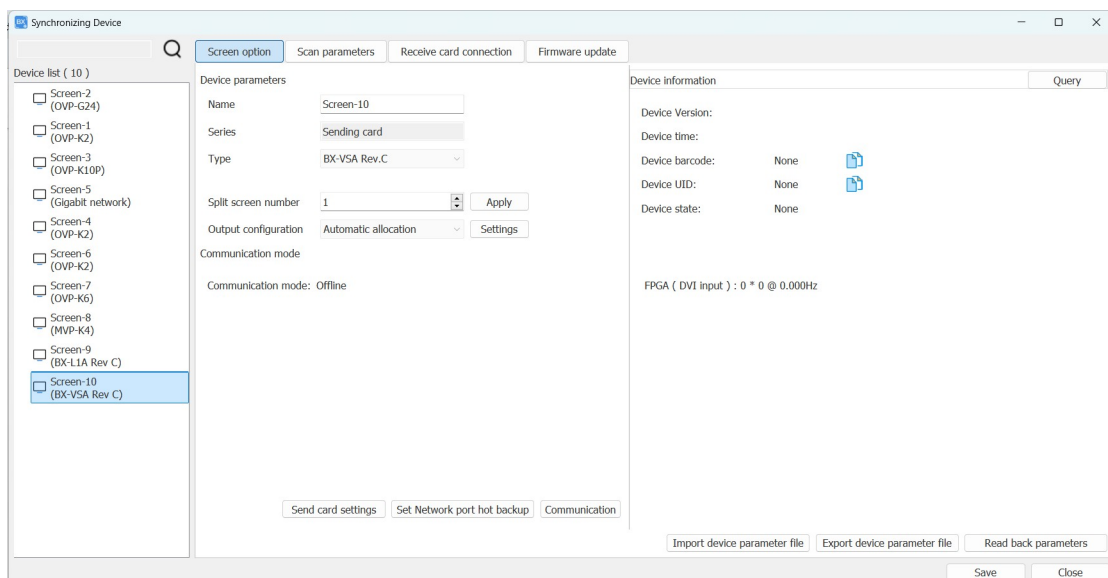 Synchronizing Device
Screen option
Scan parameters
Receive card connection
Firmware update
Device list ( 10 )
Screen-2
(OVP-G24)
Screen-1
(OVP-K2)
Screen-3
(OVP-K10P)
Screen-5
(Gigabit network)
Screen-4
(OVP-K2)
Screen-6
(OVP-K2)
Screen-7
(OVP-K6)
Screen-8
(MVP-K4)
Screen-9
(BX-L1A Rev C)
Screen-10
(BX-VSA Rev C)
Device parameters
Name Screen-10
Series Sending card
Type BX-VSA Rev.C
Split screen number 1 Apply
Output configuration Automatic allocation Settings
Communication mode
Communication mode: Offline
Send card settings Set Network port hot backup Communication
Device information Query
Device Version:
Device time:
Device barcode: None
Device UID: None
Device state: None
FPGA ( DVI input ) : 0 * 0 @ 0.000Hz
Import device parameter file Export device parameter file Read back parameters
Save Close